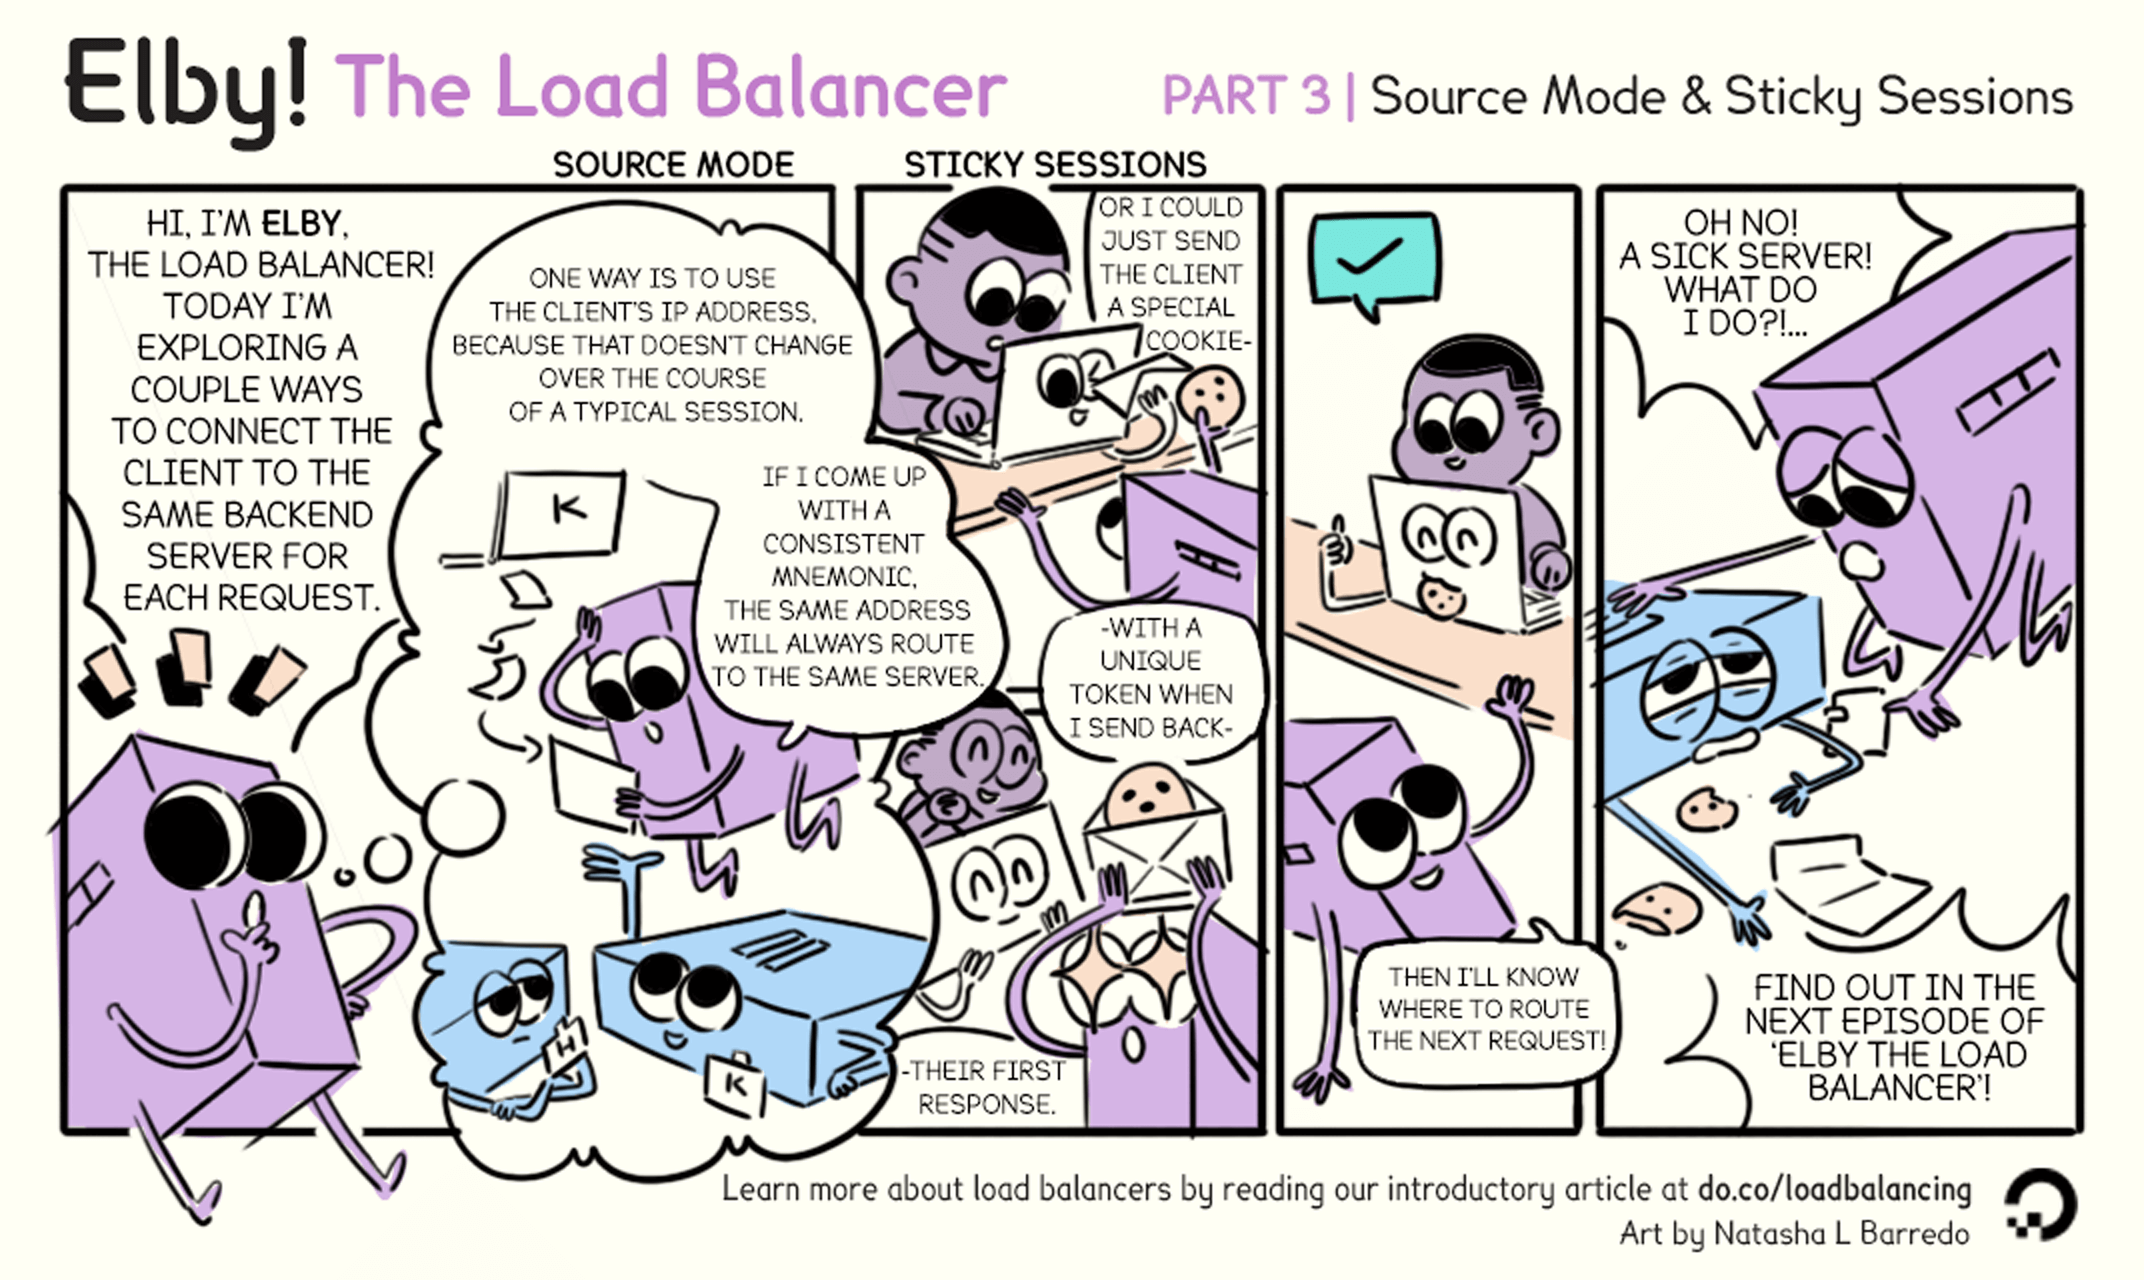 Elby! The Load Balancer
PART 3 | Source Mode & Sticky Sessions
SOURCE MODE
HI, I'M ELBY,
THE LOAD BALANCER!
TODAY I'M
EXPLORING A
COUPLE WAYS
TO CONNECT THE
CLIENT TO THE
SAME BACKEND
SERVER FOR
EACH REQUEST.
ONE WAY IS TO USE
THE CLIENT'S IP ADDRESS,
BECAUSE THAT DOESN'T CHANGE
OVER THE COURSE
OF A TYPICAL SESSION.
K
IF I COME UP
WITH A
CONSISTENT
MNEMONIC,
THE SAME ADDRESS
WILL ALWAYS ROUTE
TO THE SAME SERVER.
H
K
STICKY SESSIONS
OR I COULD
JUST SEND
THE CLIENT
A SPECIAL
COOKIE-
-WITH A
UNIQUE
TOKEN WHEN
I SEND BACK-
-THEIR FIRST
RESPONSE.
THEN I'LL KNOW
WHERE TO ROUTE
THE NEXT REQUEST!
OH NO!
A SICK SERVER!
WHAT DO
I DO?!...
FIND OUT IN THE
NEXT EPISODE OF
'ELBY THE LOAD
BALANCER'!
Learn more about load balancers by reading our introductory article at do.co/loadbalancing
Art by Natasha L Barredo